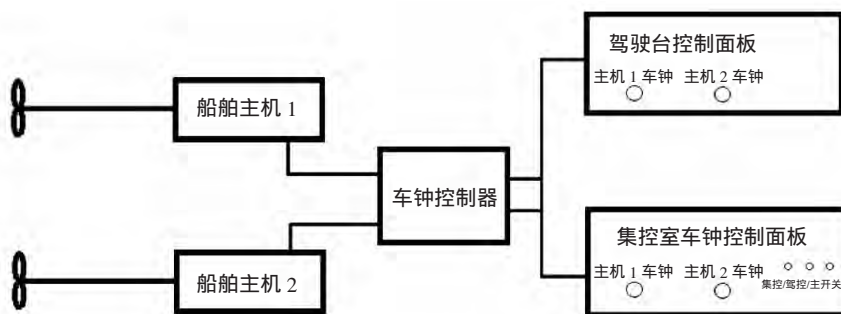 驾驶台控制面板
主机 1 车钟 主机 2 车钟
船舶主机 1
车钟控制器
集控室车钟控制面板
主机 1 车钟 主机 2 车钟
集控/驾控/主开关
船舶主机 2